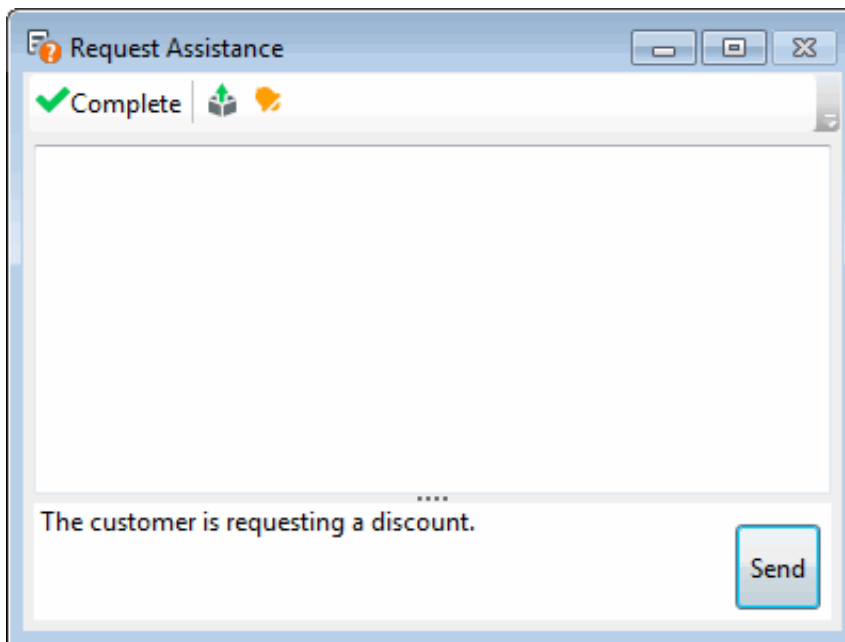 Request Assistance
Complete
The customer is requesting a discount.
Send